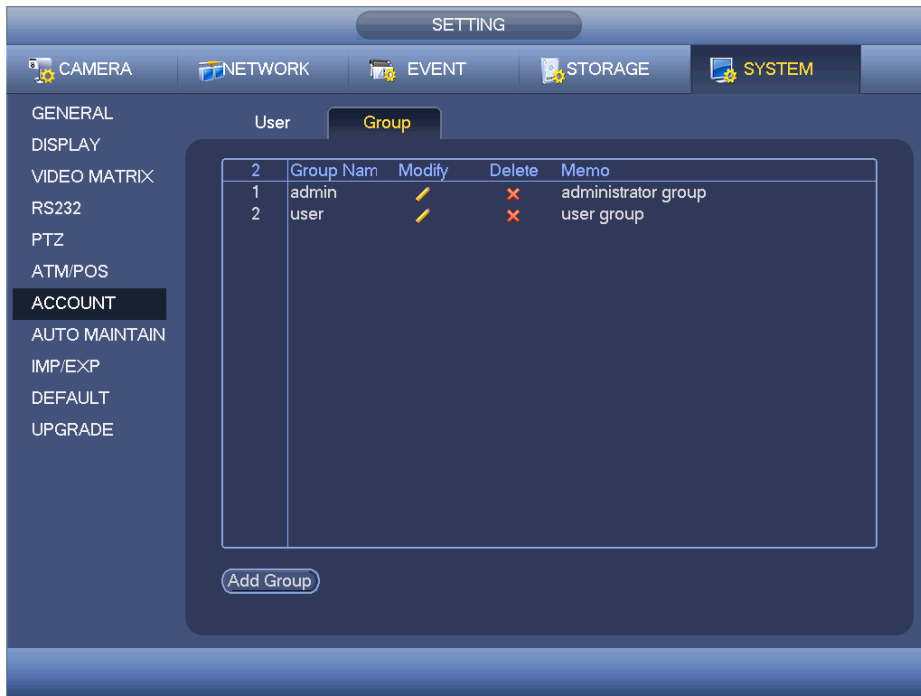 SETTING
CAMERA NETWORK EVENT STORAGE SYSTEM
GENERAL
DISPLAY
VIDEO MATRIX
RS232
PTZ
ATM/POS
ACCOUNT
AUTO MAINTAIN
IMP/EXP
DEFAULT
UPGRADE
User Group
2 Group Nam Modify Delete Memo
1 admin administrator group
2 user user group
Add Group